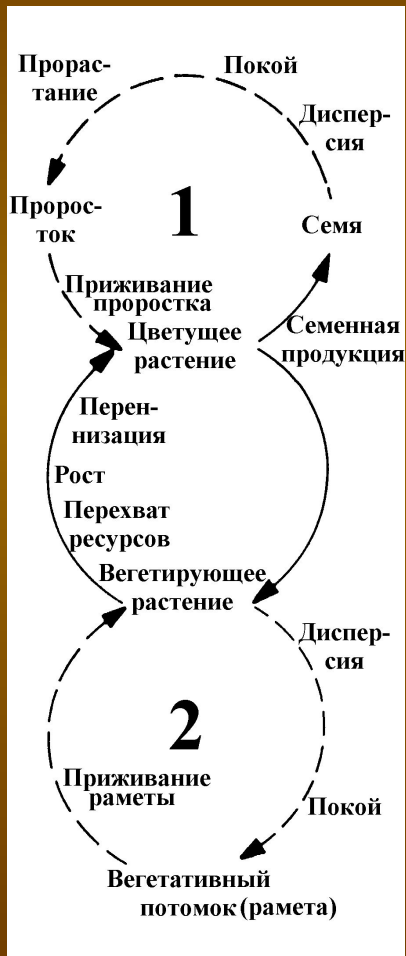 Прорас-
тание
Покой
Диспер-
сия
Пророс-
ток
1
Семя
Приживание
проростка
Цветущее
растение
Семенная
продукция
Перен-
низация
Рост
Перехват
ресурсов
Вегетирующее
растение
Диспер-
сия
2
Приживание
раметы
Покой
Вегетативный
потомок (рамета)